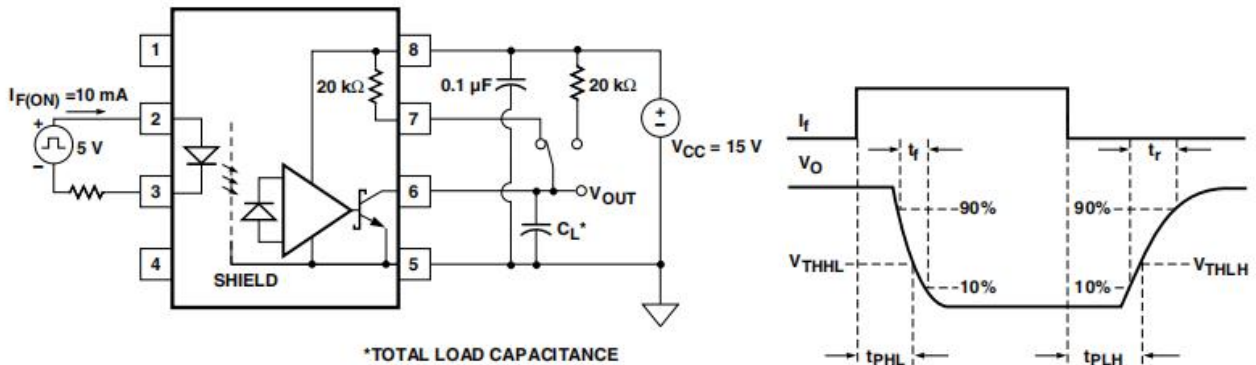 1
8
20 kΩ
0.1 µF
20 kΩ
I_F(ON) =10 mA
+
2
7
5 V
−
+
−
V_CC = 15 V
3
6
V_OUT
C_L*
4
5
SHIELD
*TOTAL LOAD CAPACITANCE
I_f
V_O
t_f
t_r
90%
90%
V_THHL
V_THLH
10%
10%
t_PHL
t_PLH